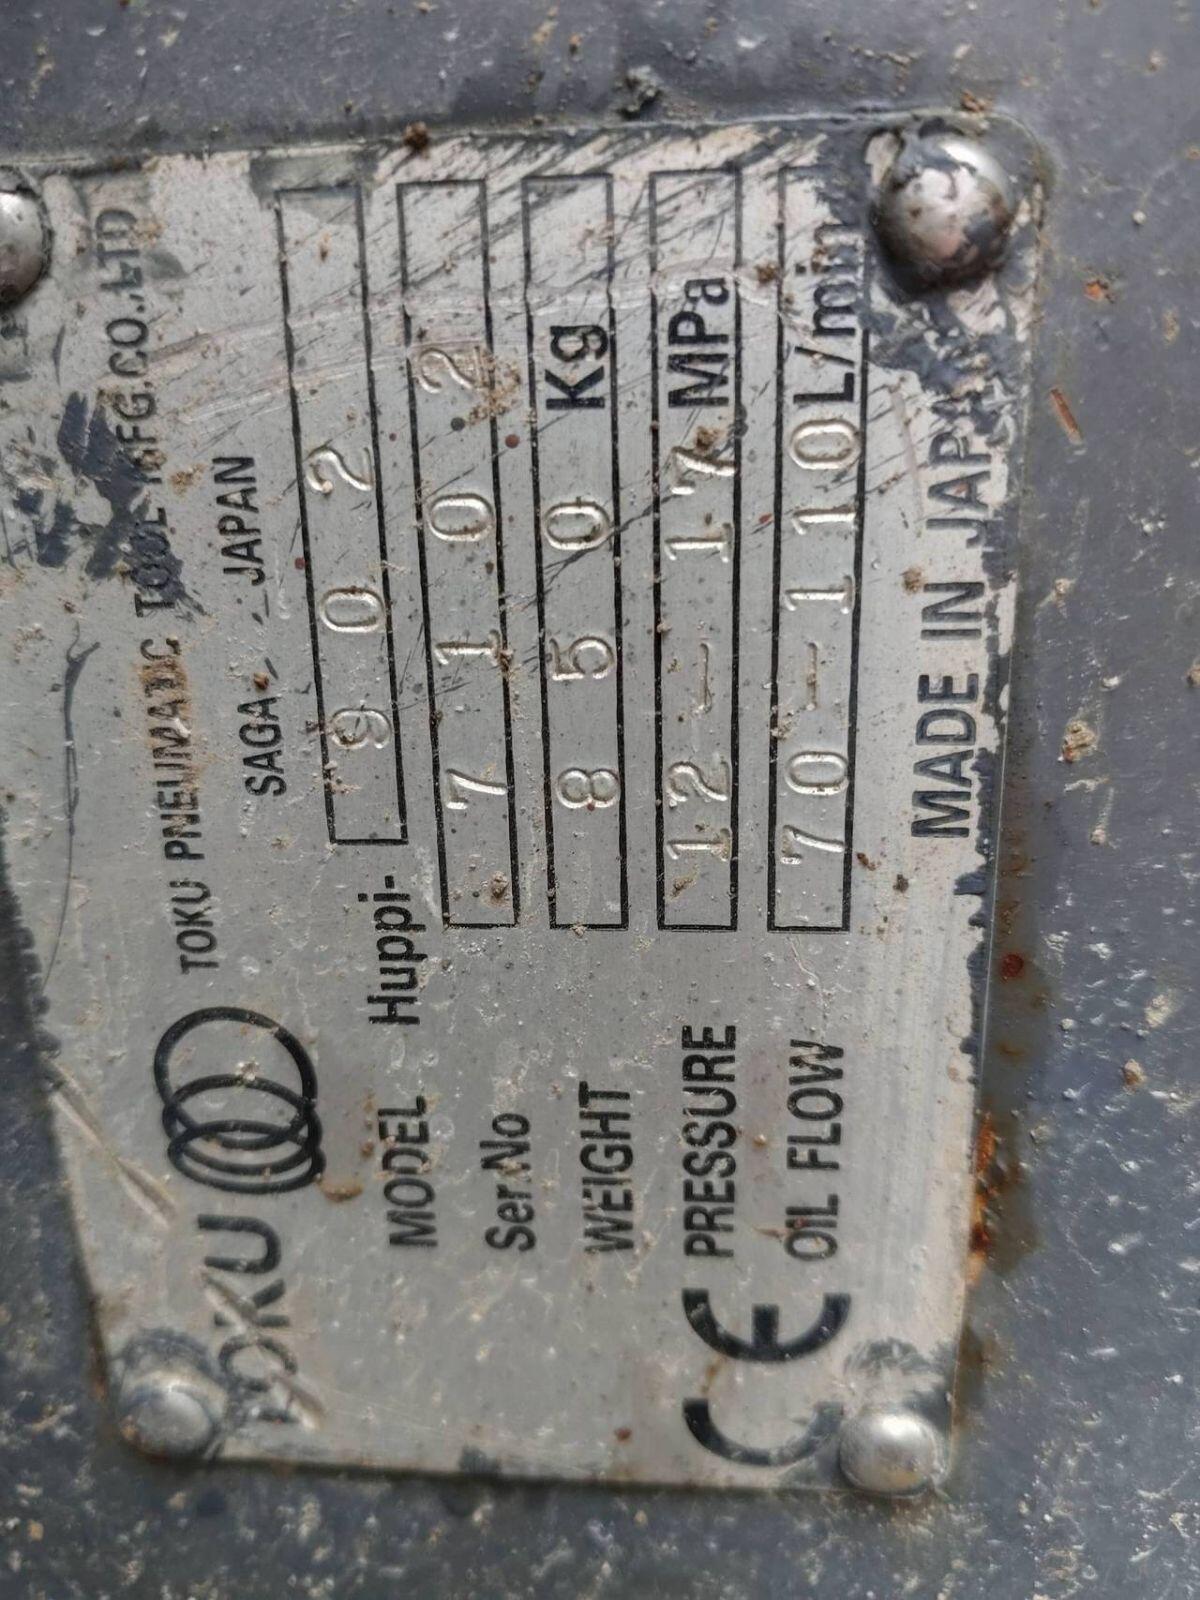 TOKU TOKU PNEUMATIC TOOL MFG.CO.,LTD
SAGA - JAPAN
MODEL Huppi- 902
Ser.No 7102
WEIGHT 850 Kg
PRESSURE 12-17 MPa
CE OIL FLOW 70-110 L/min
MADE IN JAPAN